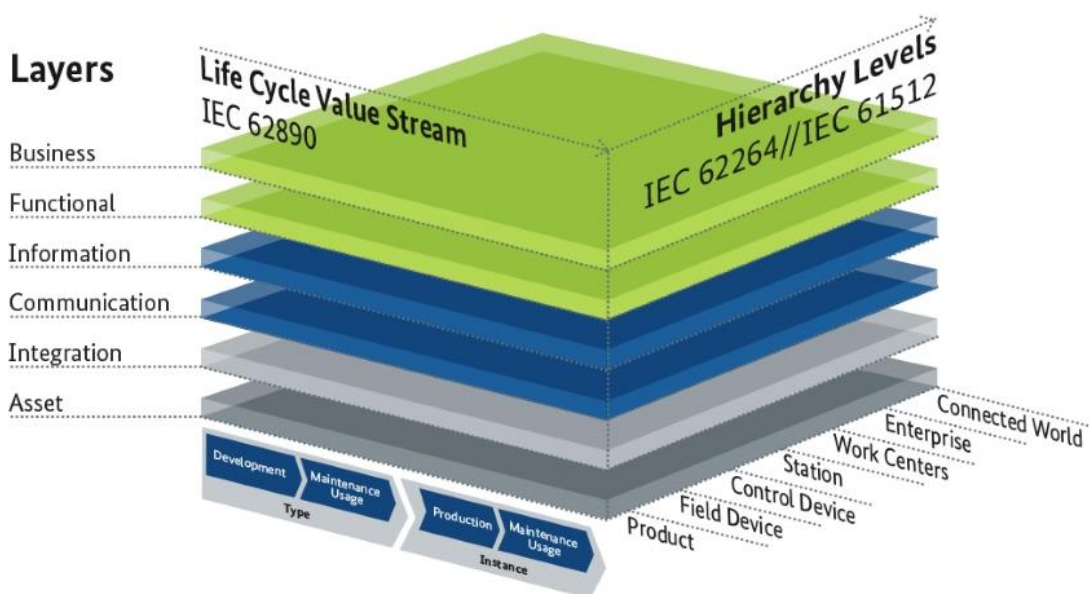 Layers
Life Cycle Value Stream
IEC 62890
Hierarchy Levels
IEC 62264//IEC 61512
Business
Functional
Information
Communication
Integration
Asset
Development
Maintenance
Usage
Type
Production
Maintenance
Usage
Instance
Product
Field Device
Control Device
Station
Work Centers
Enterprise
Connected World